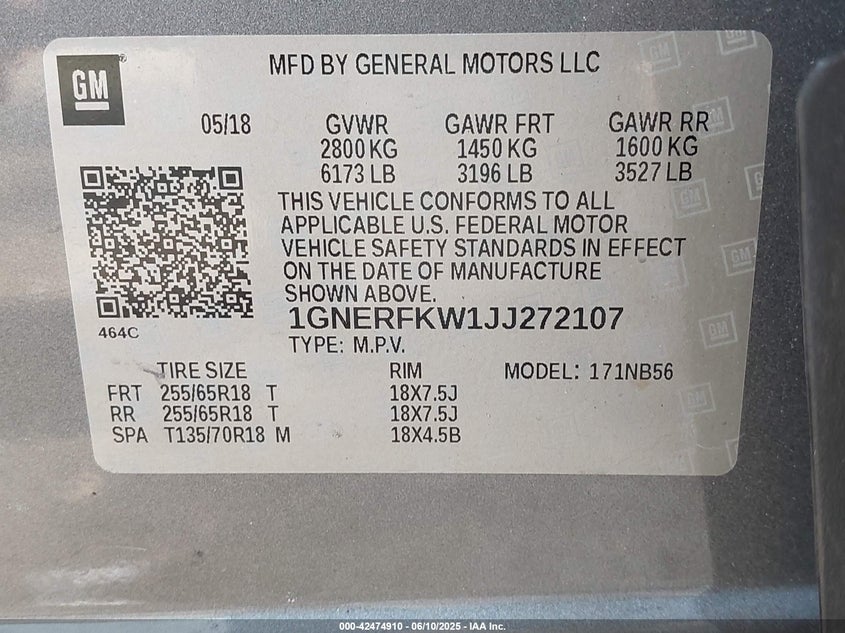 GM
MFD BY GENERAL MOTORS LLC
05/18 GVWR GAWR FRT GAWR RR
2800 KG 1450 KG 1600 KG
6173 LB 3196 LB 3527 LB
THIS VEHICLE CONFORMS TO ALL
APPLICABLE U.S. FEDERAL MOTOR
VEHICLE SAFETY STANDARDS IN EFFECT
ON THE DATE OF MANUFACTURE
SHOWN ABOVE.
464C
1GNERFKW1JJ272107
TYPE: M.P.V.
TIRE SIZE RIM MODEL: 171NB56
FRT 255/65R18 T 18X7.5J
RR 255/65R18 T 18X7.5J
SPA T135/70R18 M 18X4.5B
000-42474910 - 06/10/2025 - IAA Inc.